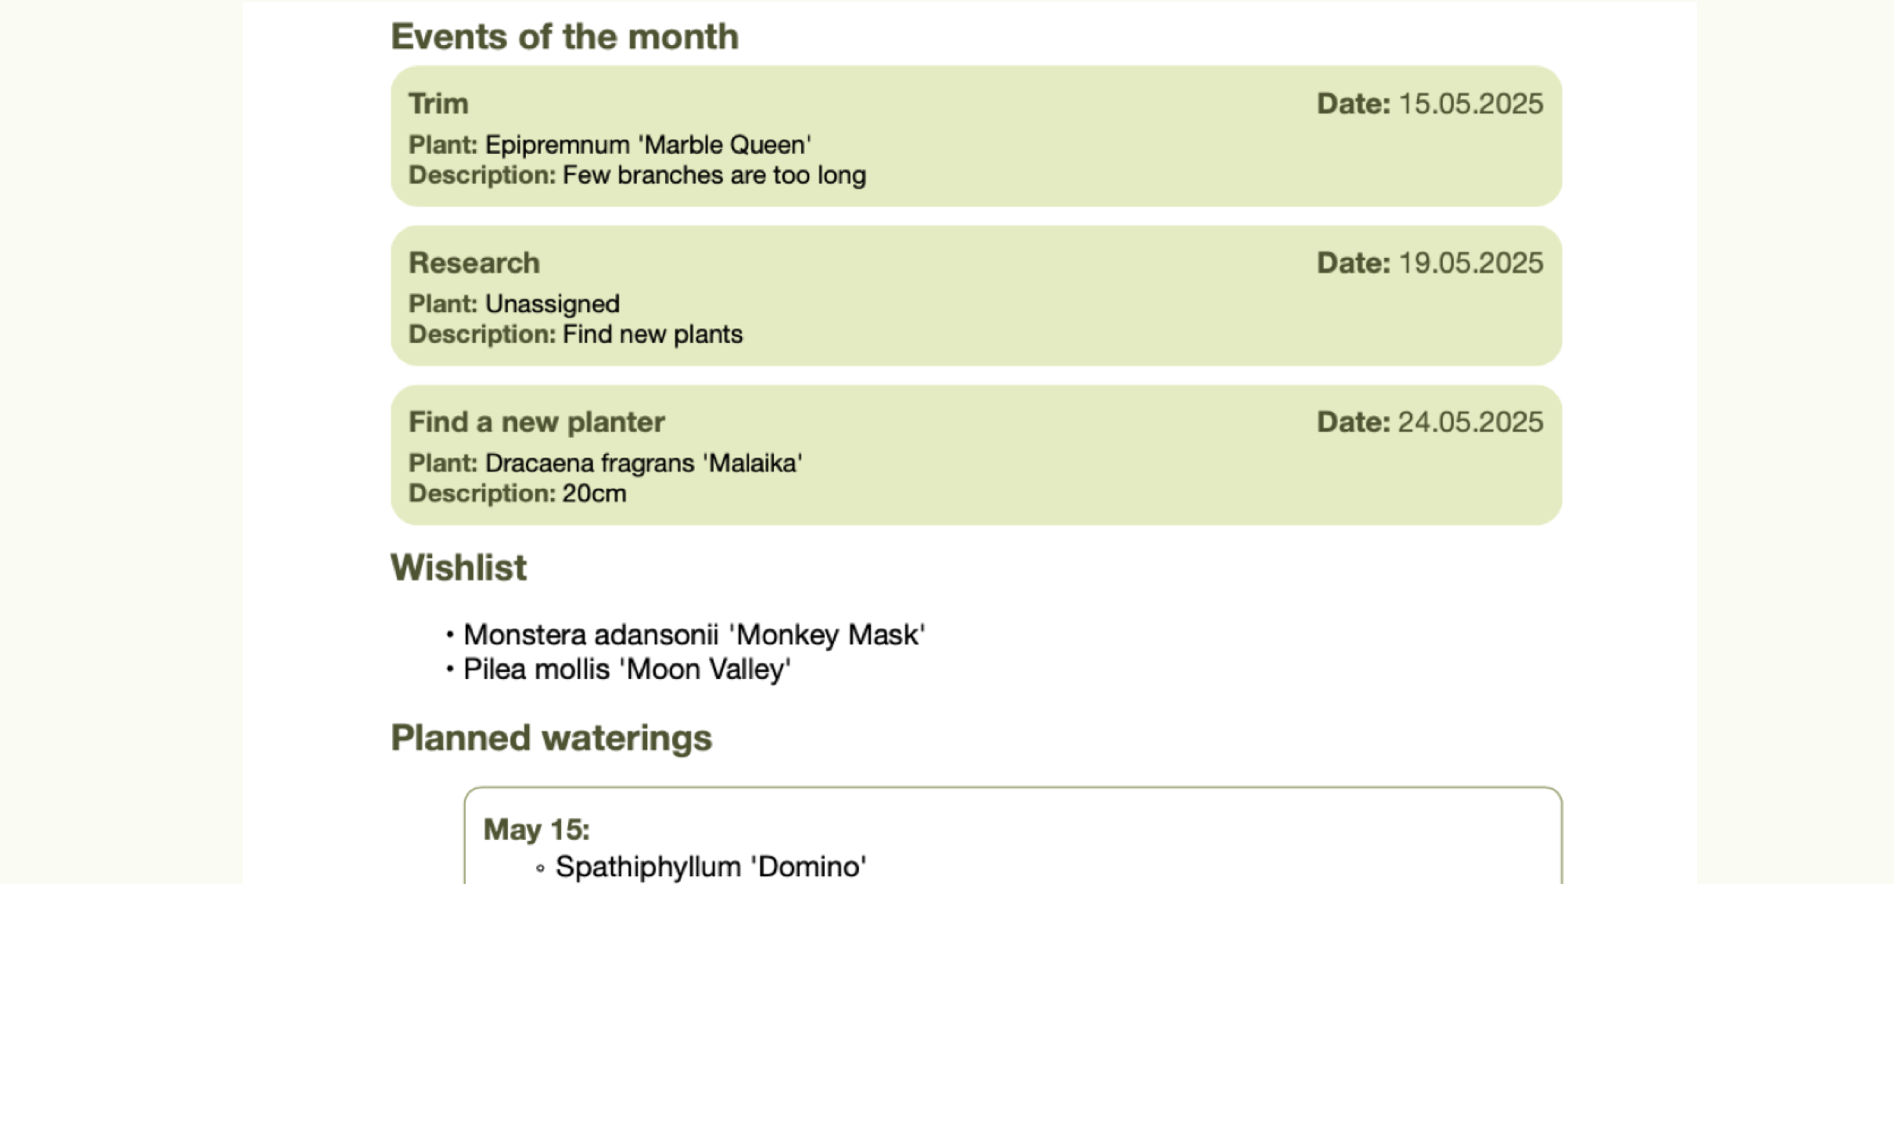 Events of the month
Trim Date: 15.05.2025
Plant: Epipremnum 'Marble Queen'
Description: Few branches are too long
Research Date: 19.05.2025
Plant: Unassigned
Description: Find new plants
Find a new planter Date: 24.05.2025
Plant: Dracaena fragrans 'Malaika'
Description: 20cm
Wishlist
• Monstera adansonii 'Monkey Mask'
• Pilea mollis 'Moon Valley'
Planned waterings
May 15:
◦ Spathiphyllum 'Domino'